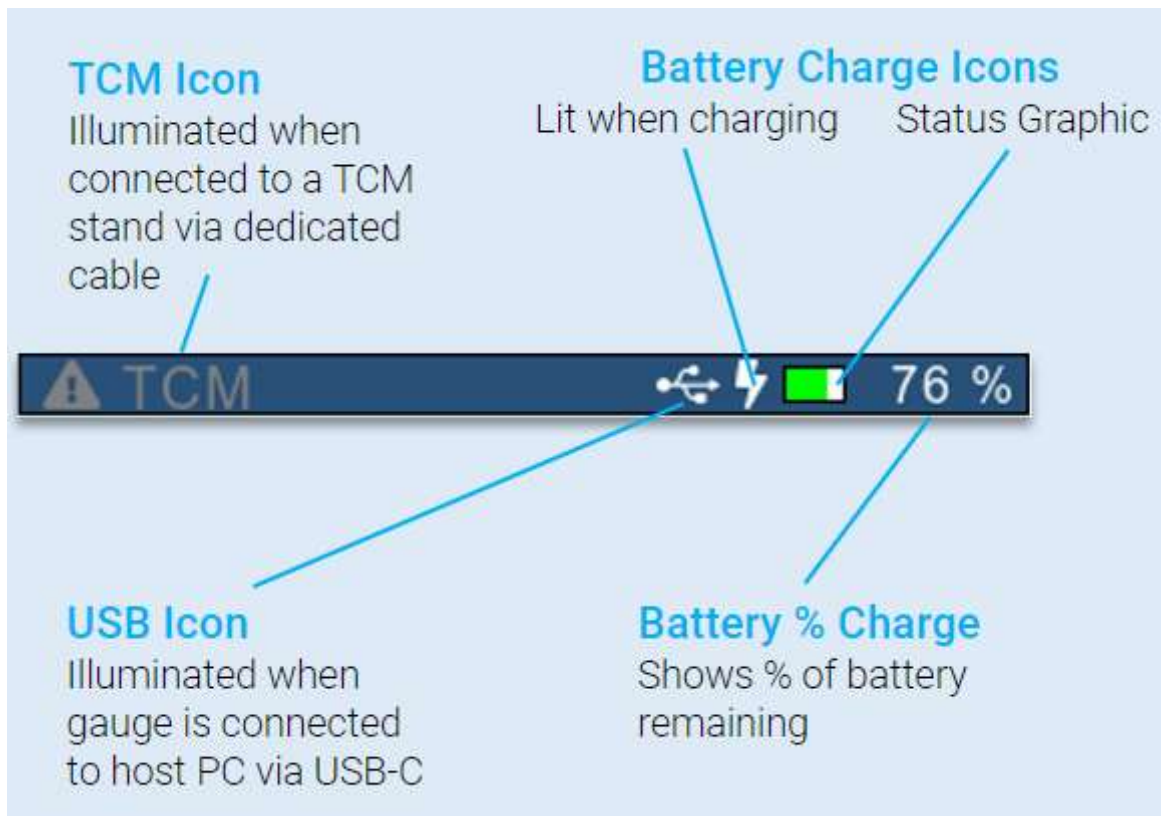 TCM Icon
Illuminated when
connected to a TCM
stand via dedicated
cable
Battery Charge Icons
Lit when charging
Status Graphic
TCM
76 %
USB Icon
Illuminated when
gauge is connected
to host PC via USB-C
Battery % Charge
Shows % of battery
remaining